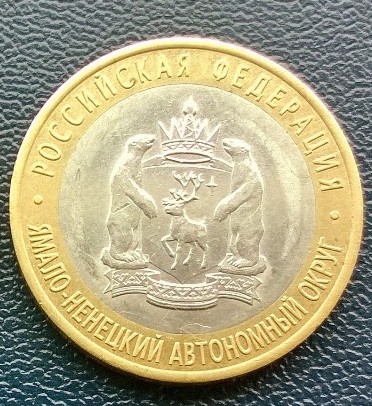 РОССИЙСКАЯ ФЕДЕРАЦИЯ
ЯМАЛО-НЕНЕЦКИЙ АВТОНОМНЫЙ ОКРУГ